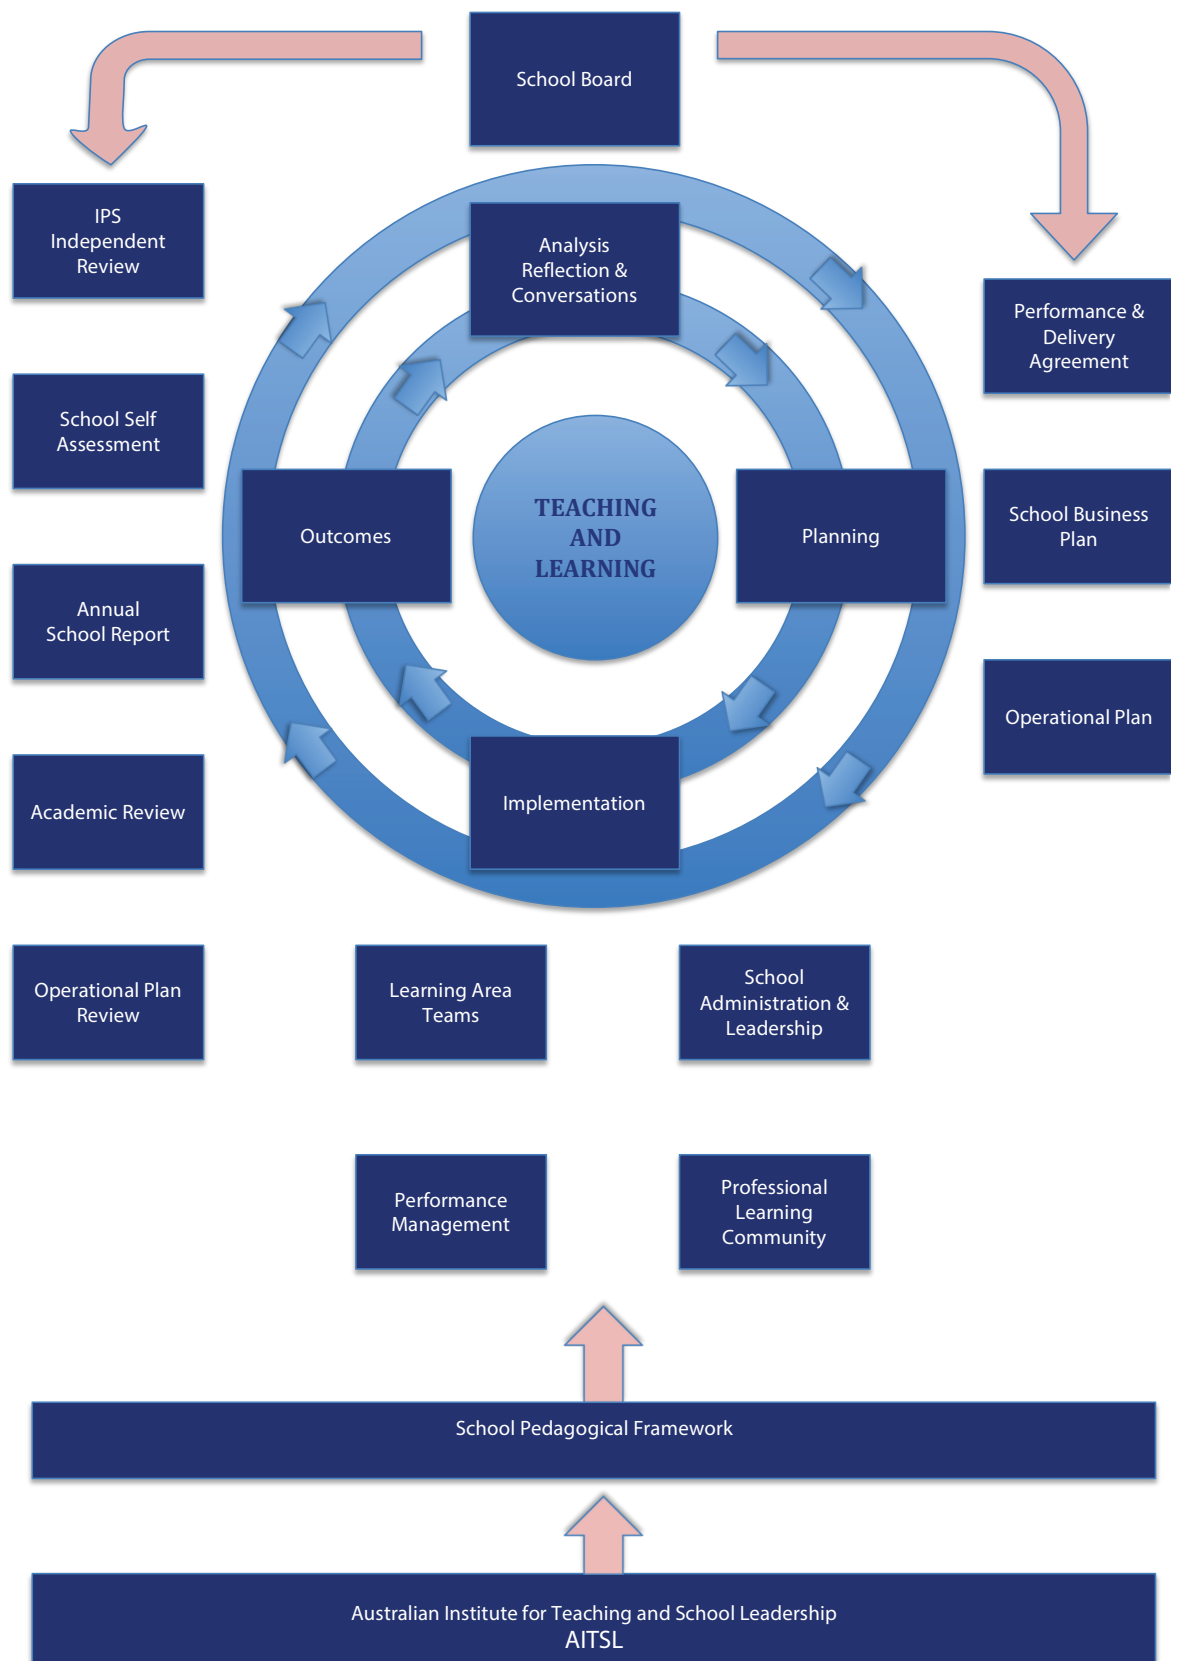 School Board
IPS
Independent
Review
Analysis
Reflection &
Conversations
Performance &
Delivery
Agreement
School Self
Assessment
Outcomes
TEACHING
AND
LEARNING
Planning
School Business
Plan
Annual
School Report
Operational Plan
Academic Review
Implementation
Operational Plan
Review
Learning Area
Teams
School
Administration &
Leadership
Performance
Management
Professional
Learning
Community
School Pedagogical Framework
Australian Institute for Teaching and School Leadership
AITSL